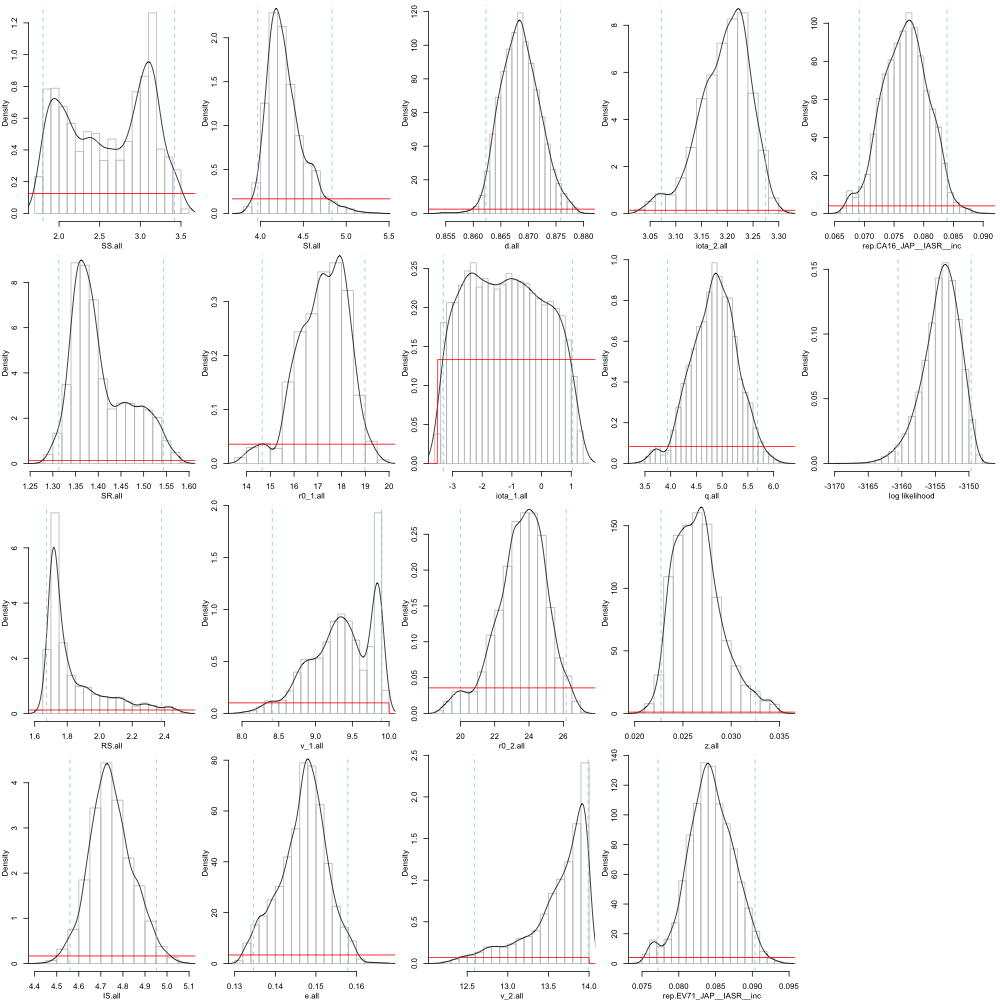 Density
0.0 0.2 0.4 0.6 0.8 1.0 1.2
2.0 2.5 3.0 3.5
SS.all
Density
0.0 0.5 1.0 1.5 2.0
4.0 4.5 5.0 5.5
SI.all
Density
0 20 40 60 80 100 120
0.855 0.860 0.865 0.870 0.875 0.880
d.all
Density
0 2 4 6 8
3.05 3.10 3.15 3.20 3.25 3.30
iota_2.all
Density
0 20 40 60 80 100
0.065 0.070 0.075 0.080 0.085 0.090
rep.CA16_JAP__IASR__inc
Density
0 2 4 6 8
1.25 1.30 1.35 1.40 1.45 1.50 1.55 1.60
SR.all
Density
0.0 0.1 0.2 0.3
14 15 16 17 18 19 20
r0_1.all
Density
0.00 0.05 0.10 0.15 0.20 0.25
-3 -2 -1 0 1
iota_1.all
Density
0.0 0.2 0.4 0.6 0.8 1.0
3.5 4.0 4.5 5.0 5.5 6.0
q.all
Density
0.00 0.05 0.10 0.15
-3170 -3165 -3160 -3155 -3150
log likelihood
Density
0 2 4 6
1.6 1.8 2.0 2.2 2.4
RS.all
Density
0.0 0.5 1.0 1.5 2.0
8.0 8.5 9.0 9.5 10.0
v_1.all
Density
0.00 0.05 0.10 0.15 0.20 0.25
20 22 24 26
r0_2.all
Density
0 50 100 150
0.020 0.025 0.030 0.035
z.all
Density
0 1 2 3 4
4.4 4.5 4.6 4.7 4.8 4.9 5.0 5.1
IS.all
Density
0 20 40 60 80
0.13 0.14 0.15 0.16
e.all
Density
0.0 0.5 1.0 1.5 2.0 2.5
12.5 13.0 13.5 14.0
v_2.all
Density
0 20 40 60 80 100 120 140
0.075 0.080 0.085 0.090 0.095
rep.EV71_JAP__IASR__inc